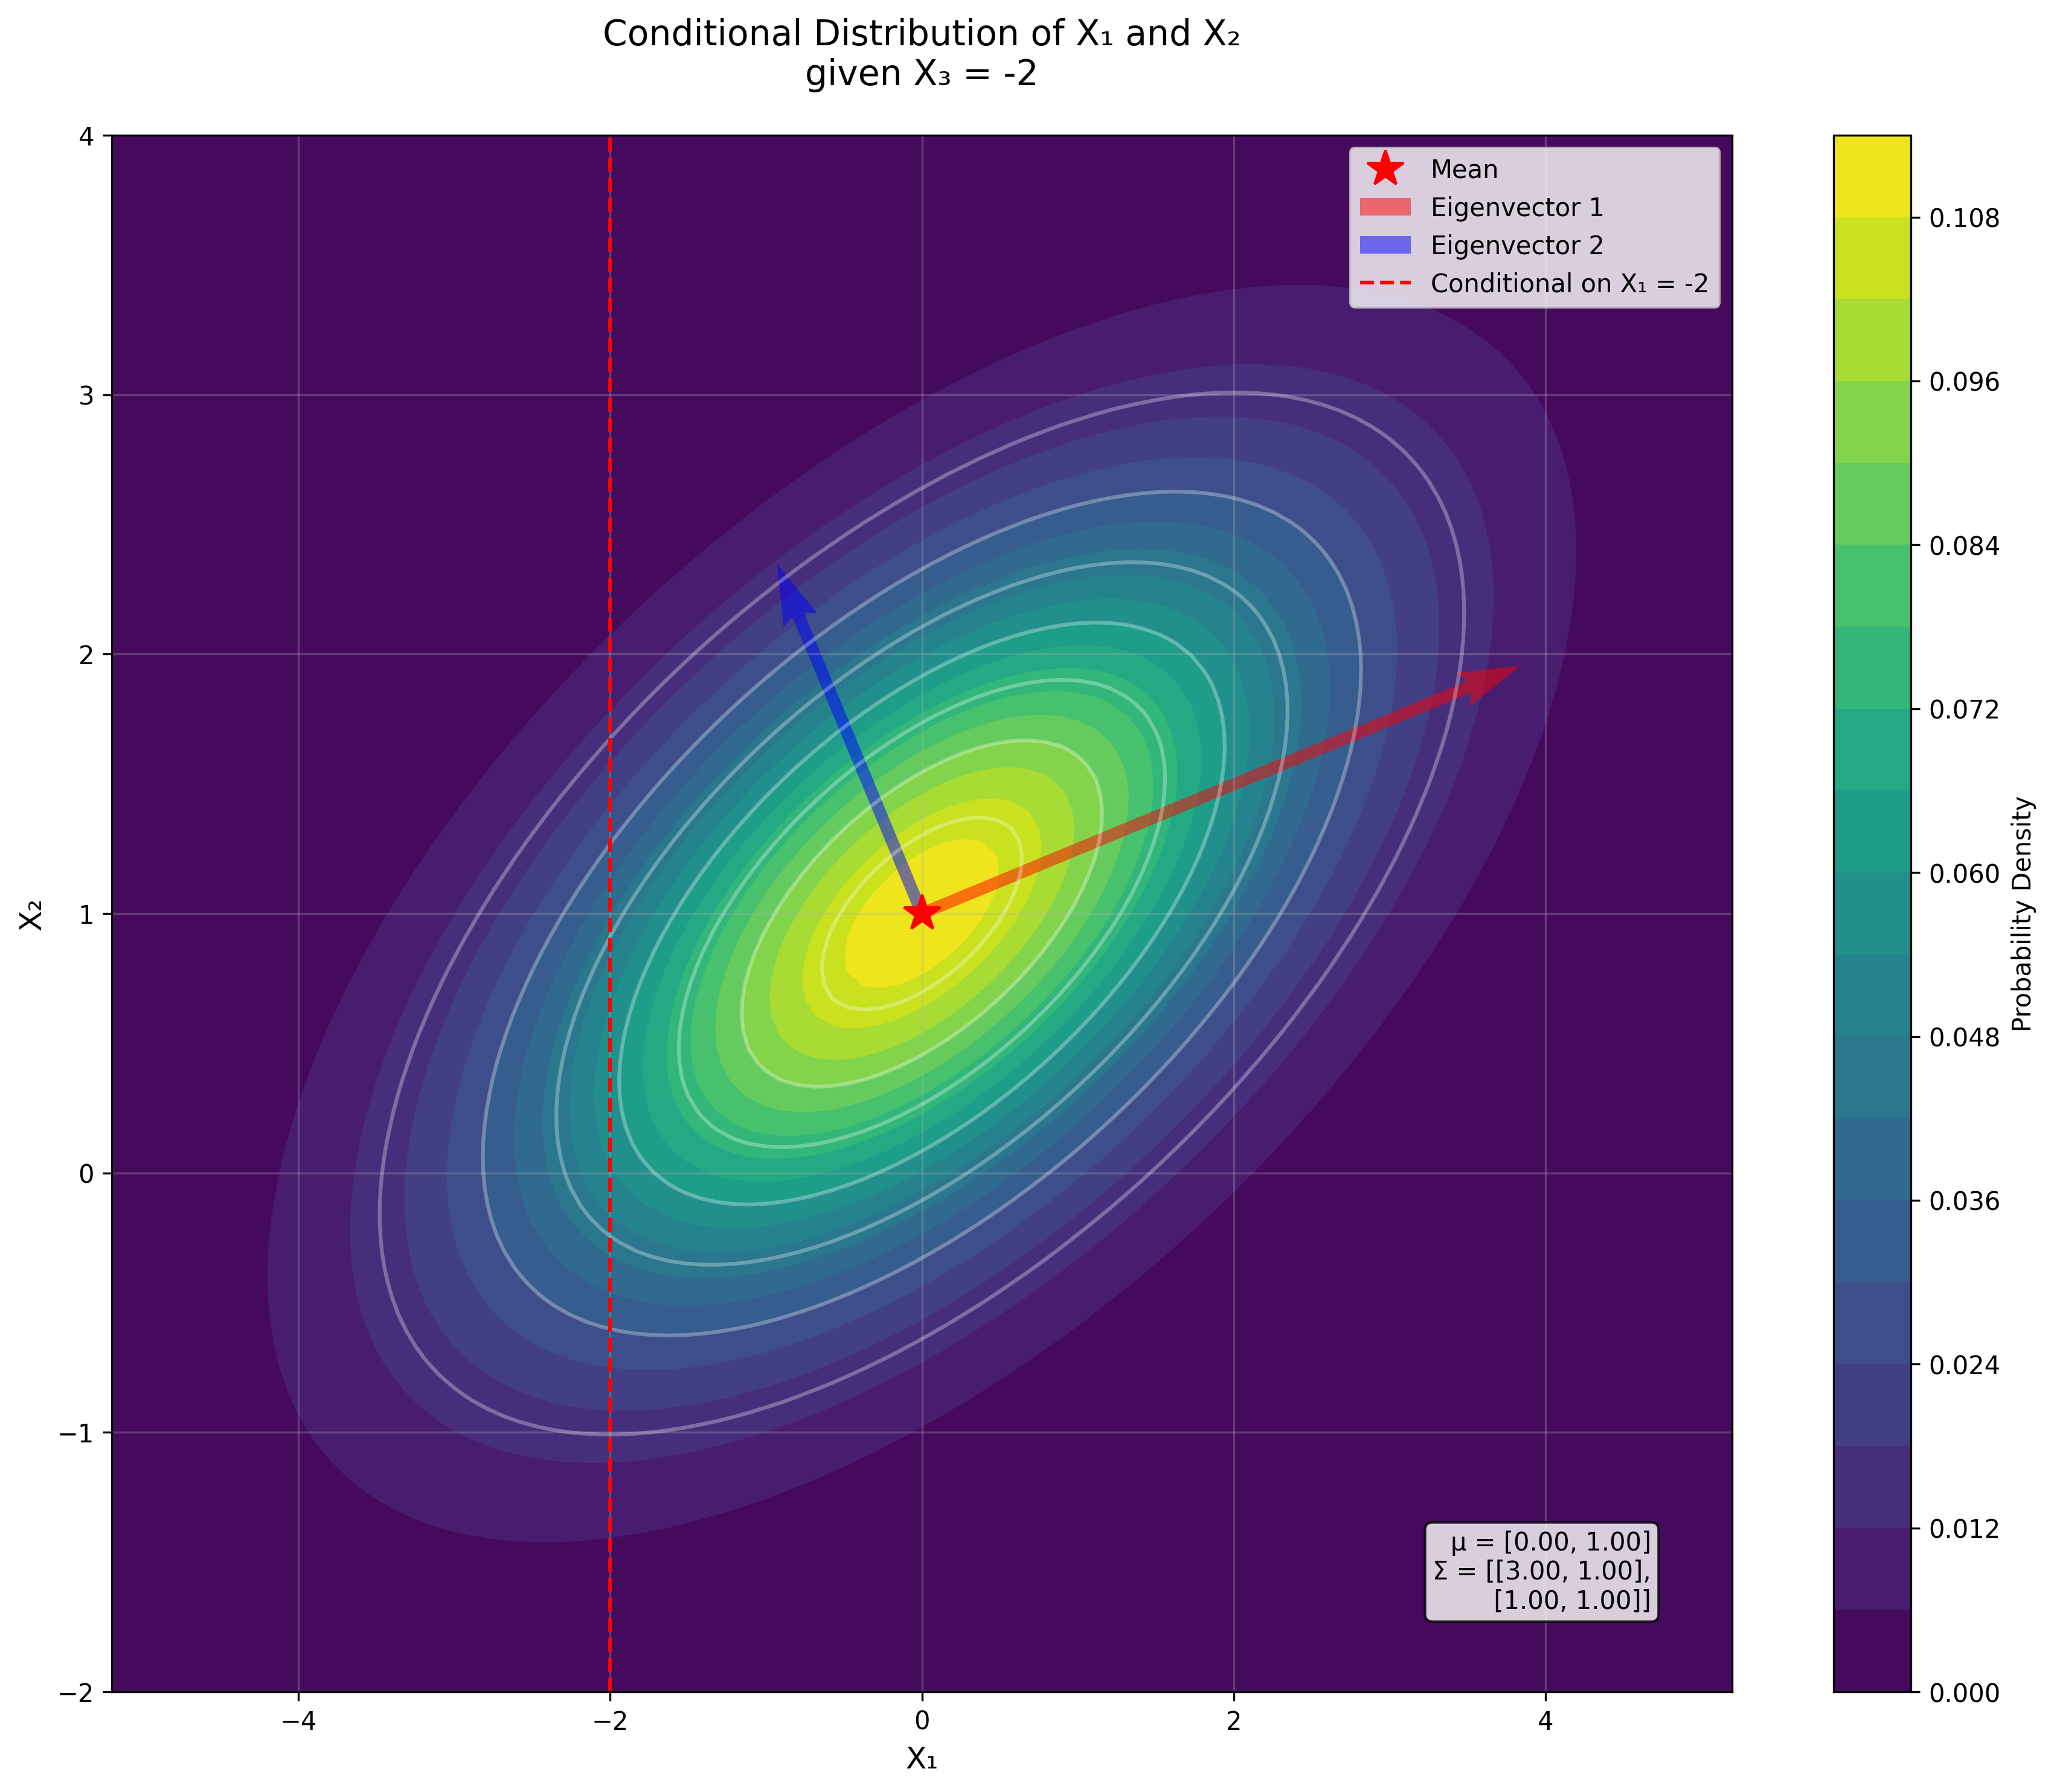 Conditional Distribution of X₁ and X₂
given X₃ = -2
Mean
Eigenvector 1
Eigenvector 2
Conditional on X₁ = -2
4
3
2
1
0
−1
−2
X₂
−4
−2
0
2
4
X₁
μ = [0.00, 1.00]
Σ = [[3.00, 1.00],
[1.00, 1.00]]
0.108
0.096
0.084
0.072
0.060
0.048
0.036
0.024
0.012
0.000
Probability Density